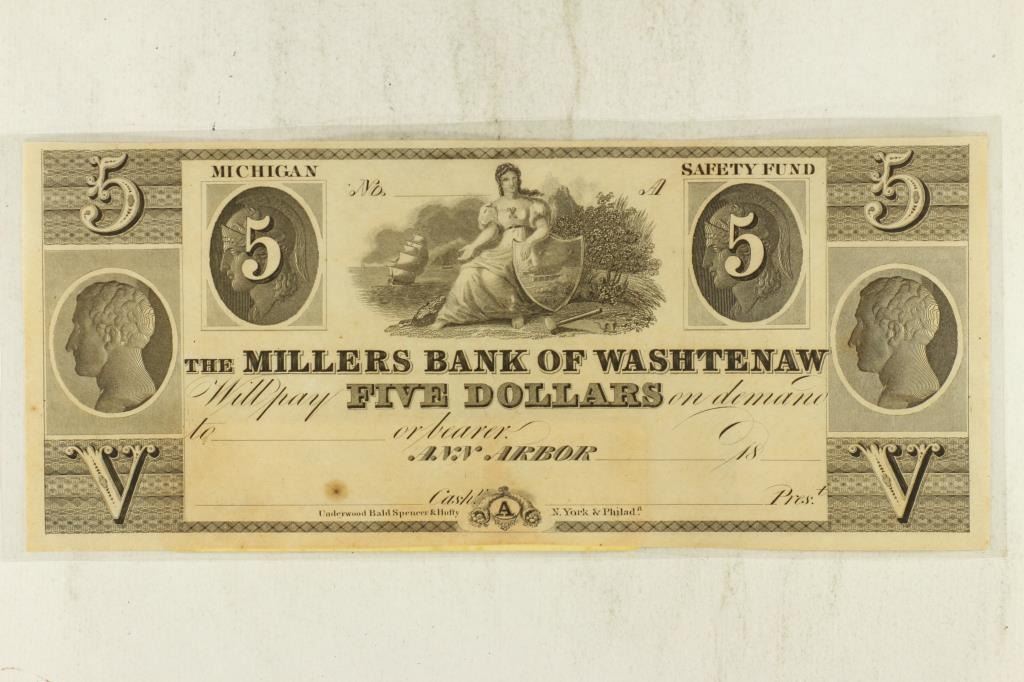 5 5
MICHIGAN SAFETY FUND
No. A
5 5
THE MILLERS BANK OF WASHTENAW
Will pay FIVE DOLLARS on demand
to or bearer.
ANN ARBOR 18
V V
Cash.r Pres.t
A
Underwood Bald Spencer & Hufty N. York & Philad.a